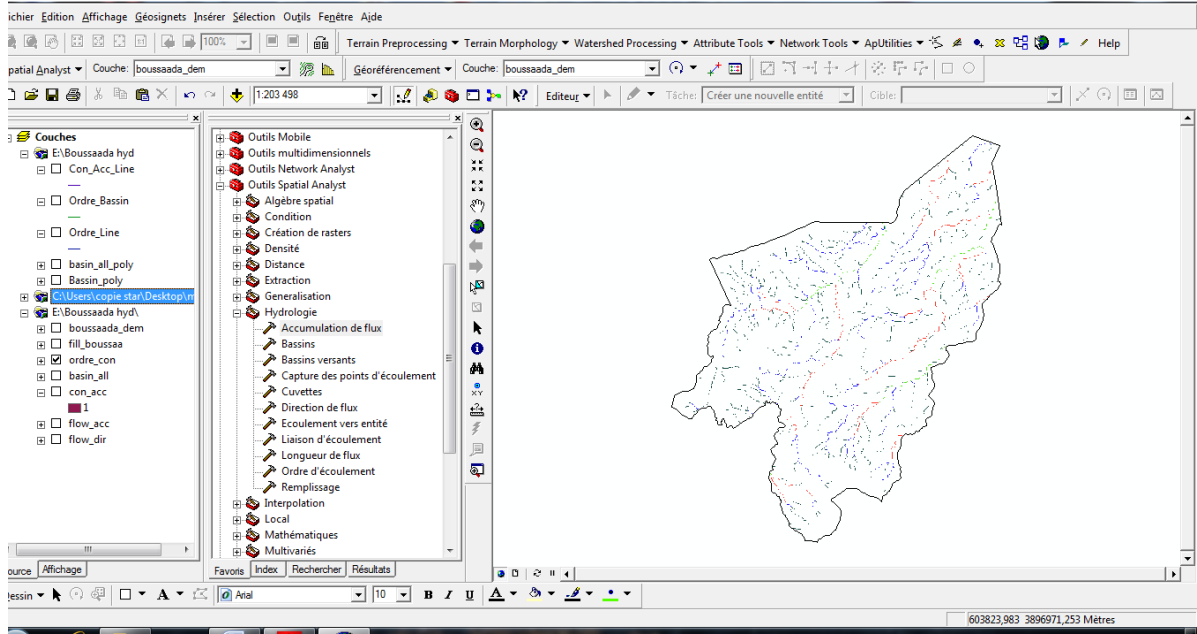 ichier Edition Affichage Géosignets Insérer Sélection Outils Fenêtre Aide
100% Terrain Preprocessing Terrain Morphology Watershed Processing Attribute Tools Network Tools ApUtilities Help
patial Analyst Couche: boussaada_dem Géoréférencement Couche: boussaada_dem
1:203 498 Editeur Tâche: Créer une nouvelle entité Cible:
Couches
E:\Boussaada hyd
Con_Acc_Line
Ordre_Bassin
Ordre_Line
basin_all_poly
Bassin_poly
C:\Users\copie star\Desktop\m
E:\Boussaada hyd\
boussaada_dem
fill_boussaa
ordre_con
basin_all
con_acc
1
flow_acc
flow_dir
ource Affichage
Outils Mobile
Outils multidimensionnels
Outils Network Analyst
Outils Spatial Analyst
Algèbre spatial
Condition
Création de rasters
Densité
Distance
Extraction
Generalisation
Hydrologie
Accumulation de flux
Bassins
Bassins versants
Capture des points d'écoulement
Cuvettes
Direction de flux
Ecoulement vers entité
Liaison d'écoulement
Longueur de flux
Ordre d'écoulement
Remplissage
Interpolation
Local
Mathématiques
Multivariés
Favoris Index Rechercher Résultats
XY
essin A Arial 10 B I U A
603823,983 3896971,253 Mètres